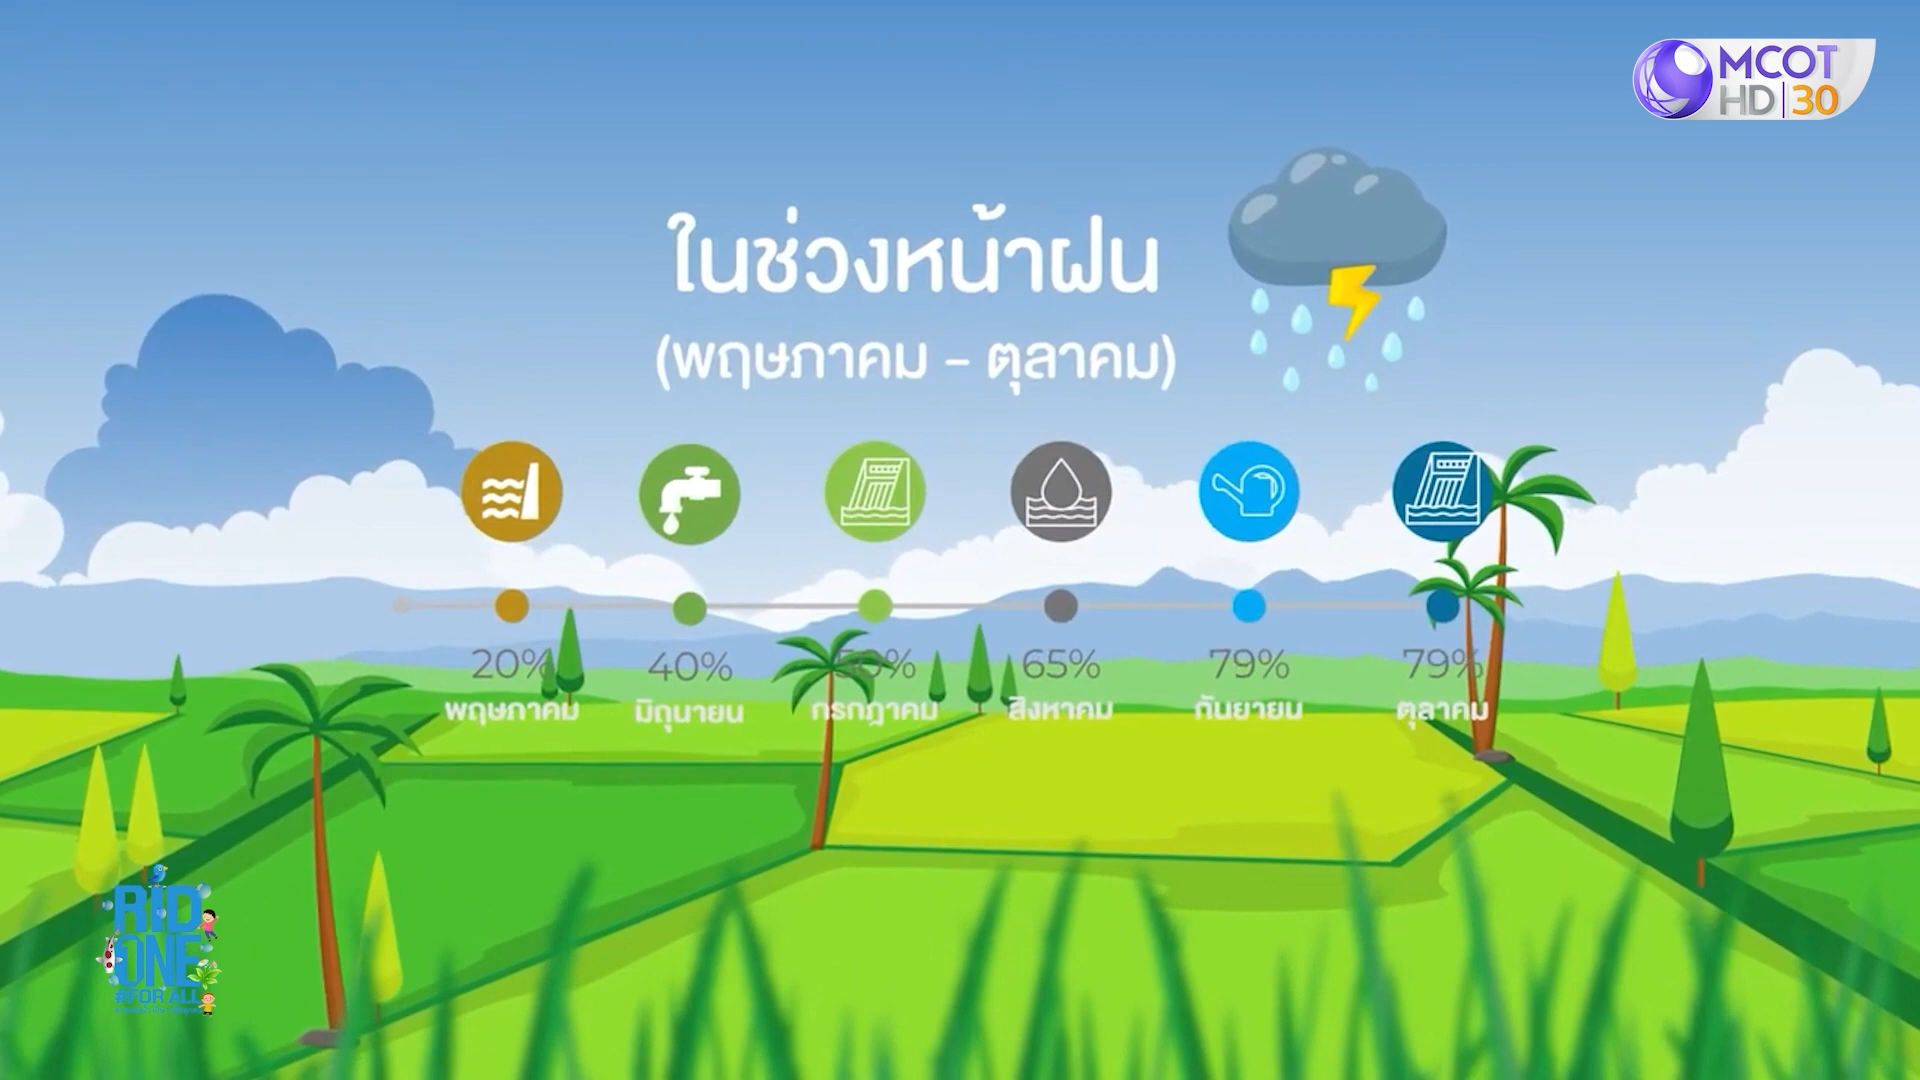 MCOT
HD 30
ในช่วงหน้าฝน
(พฤษภาคม - ตุลาคม)
20% 40% 50% 65% 79% 79%
พฤษภาคม มิถุนายน กรกฎาคม สิงหาคม กันยายน ตุลาคม
RID
ONE
#FOR ALL